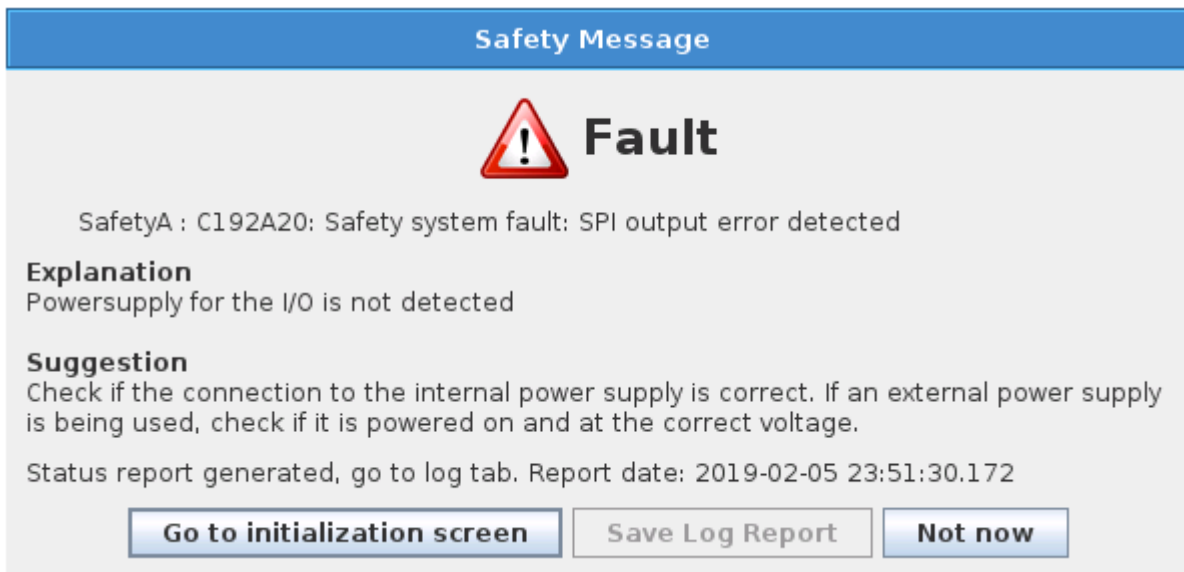 Safety Message
Fault
SafetyA : C192A20: Safety system fault: SPI output error detected
Explanation
Powersupply for the I/O is not detected
Suggestion
Check if the connection to the internal power supply is correct. If an external power supply
is being used, check if it is powered on and at the correct voltage.
Status report generated, go to log tab. Report date: 2019-02-05 23:51:30.172
Go to initialization screen
Save Log Report
Not now